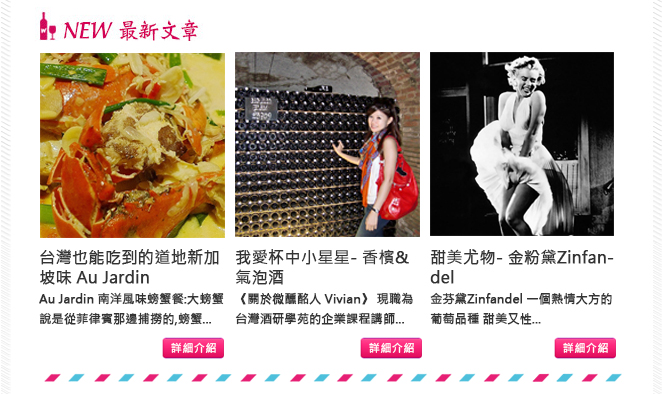 NEW 最新文章
台灣也能吃到的道地新加
坡味 Au Jardin
Au Jardin 南洋風味螃蟹餐:大螃蟹
說是從菲律賓那邊捕撈的,螃蟹...
詳細介紹
我愛杯中小星星- 香檳&
氣泡酒
《關於微醺酩人 Vivian》 現職為
台灣酒研學苑的企業課程講師...
詳細介紹
甜美尤物- 金粉黛Zinfan-
del
金芬黛Zinfandel 一個熱情大方的
葡萄品種 甜美又性...
詳細介紹